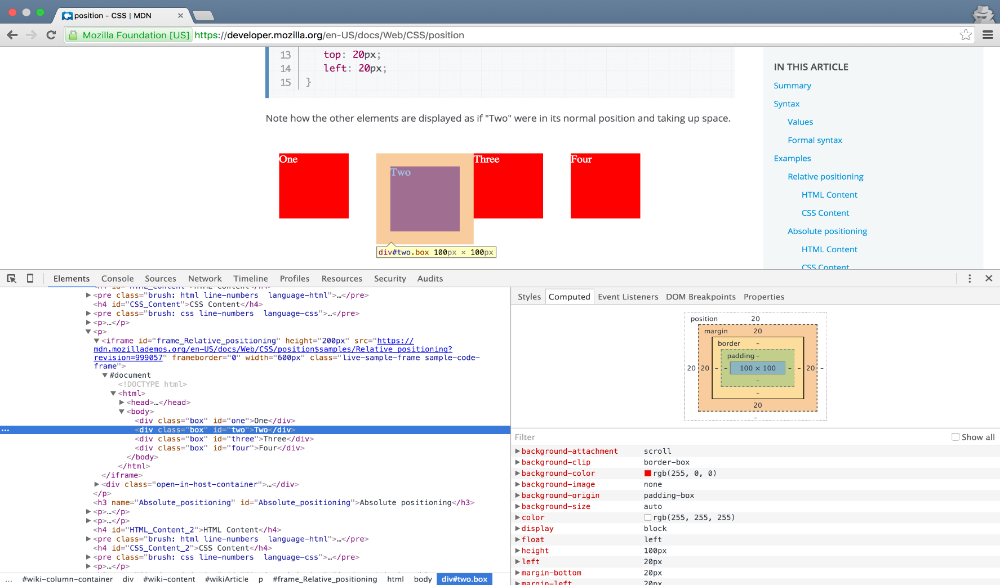 position - CSS | MDN
Mozilla Foundation [US] https://developer.mozilla.org/en-US/docs/Web/CSS/position
13 top: 20px;
14 left: 20px;
15 }
Note how the other elements are displayed as if "Two" were in its normal position and taking up space.
One
Two
Three
Four
div#two.box 100px × 100px
IN THIS ARTICLE
Summary
Syntax
Values
Formal syntax
Examples
Relative positioning
HTML Content
CSS Content
Absolute positioning
HTML Content
CSS Content
Elements Console Sources Network Timeline Profiles Resources Security Audits
<h4 id="HTML_Content">HTML Content</h4>
<pre class="brush: html line-numbers  language-html">…</pre>
<h4 id="CSS_Content">CSS Content</h4>
<pre class="brush: css line-numbers  language-css">…</pre>
<p>…</p>
<p>
<iframe id="frame_Relative_positioning" height="200px" src="https://
mdn.mozillademos.org/en-US/docs/Web/CSS/position$samples/Relative_positioning?
revision=999057" frameborder="0" width="600px" class="live-sample-frame sample-code-
frame">
#document
<!DOCTYPE html>
<html>
<head>…</head>
<body>
<div class="box" id="one">One</div>
<div class="box" id="two">Two</div>
<div class="box" id="three">Three</div>
<div class="box" id="four">Four</div>
</body>
</html>
</iframe>
<div class="open-in-host-container">…</div>
</p>
<h3 name="Absolute_positioning" id="Absolute_positioning">Absolute positioning</h3>
<p>…</p>
<p>…</p>
<h4 id="HTML_Content_2">HTML Content</h4>
<pre class="brush: html line-numbers  language-html">…</pre>
<h4 id="CSS_Content_2">CSS Content</h4>
<pre class="brush: css line-numbers  language-css">…</pre>
<p>…</p>
... #wiki-column-container div #wiki-content #wikiArticle p #frame_Relative_positioning html body div#two.box
Styles Computed Event Listeners DOM Breakpoints Properties
position 20
margin 20
border –
padding –
20 20 – – 100 × 100 – – 20 –
–
–
20
–
Filter Show all
background-attachment scroll
background-clip border-box
background-color rgb(255, 0, 0)
background-image none
background-origin padding-box
background-size auto
color rgb(255, 255, 255)
display block
float left
height 100px
left 20px
margin-bottom 20px
margin-left 20px